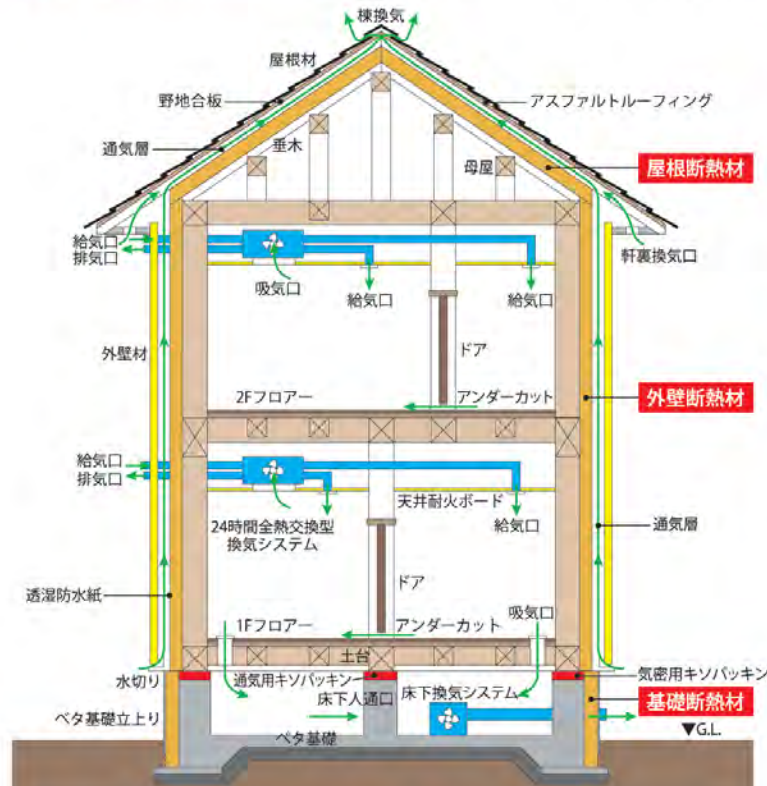 棟換気
屋根材
野地合板
アスファルトルーフィング
通気層
垂木
母屋
屋根断熱材
給気口
排気口
吸気口
給気口
給気口
軒裏換気口
外壁材
ドア
2Fフロアー
アンダーカット
外壁断熱材
給気口
排気口
天井耐火ボード
24時間全熱交換型
換気システム
給気口
通気層
ドア
透湿防水紙
吸気口
1Fフロアー
アンダーカット
土台
水切り
通気用キソパッキン
気密用キソパッキン
床下人通口
床下換気システム
基礎断熱材
ベタ基礎立上り
▼G.L.
ベタ基礎